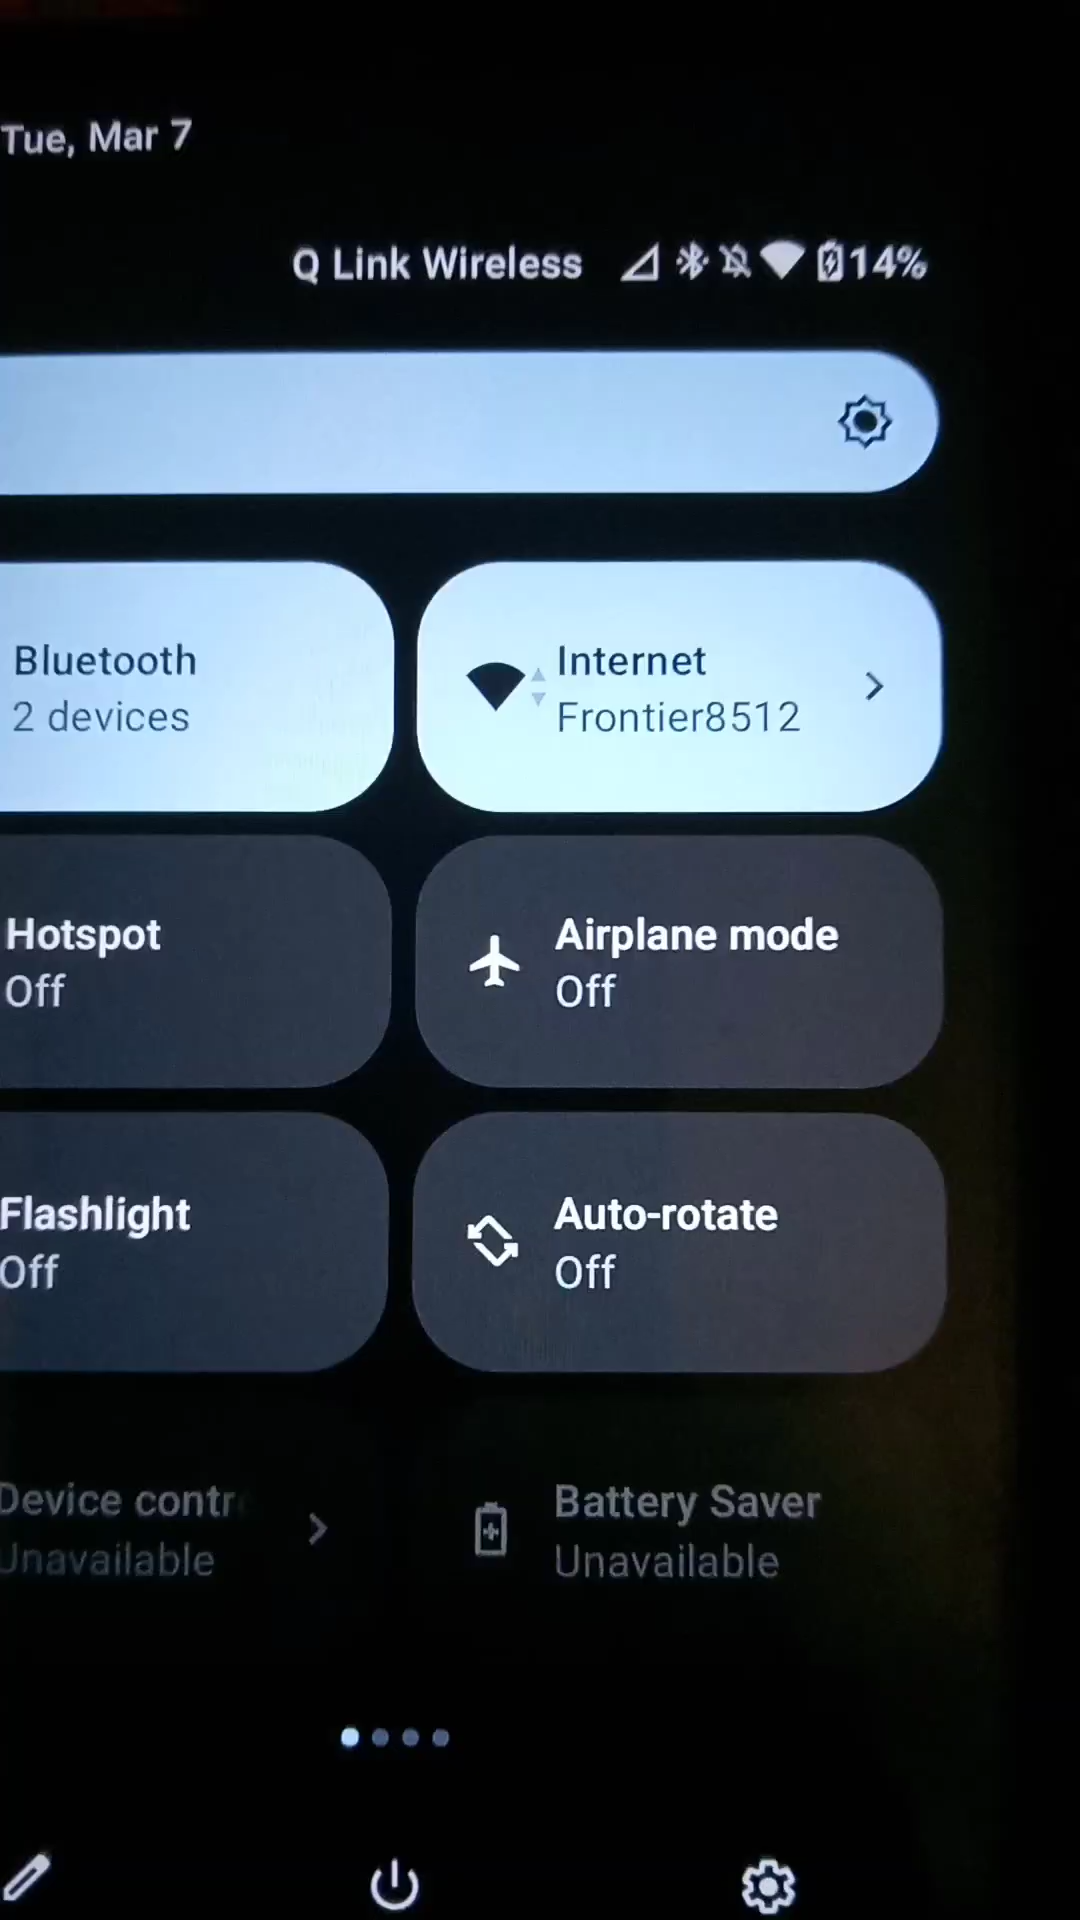 Tue, Mar 7
Q Link Wireless 14%
Bluetooth
2 devices
Internet
Frontier8512
Hotspot
Off
Airplane mode
Off
Flashlight
Off
Auto-rotate
Off
Device contr
Unavailable
Battery Saver
Unavailable